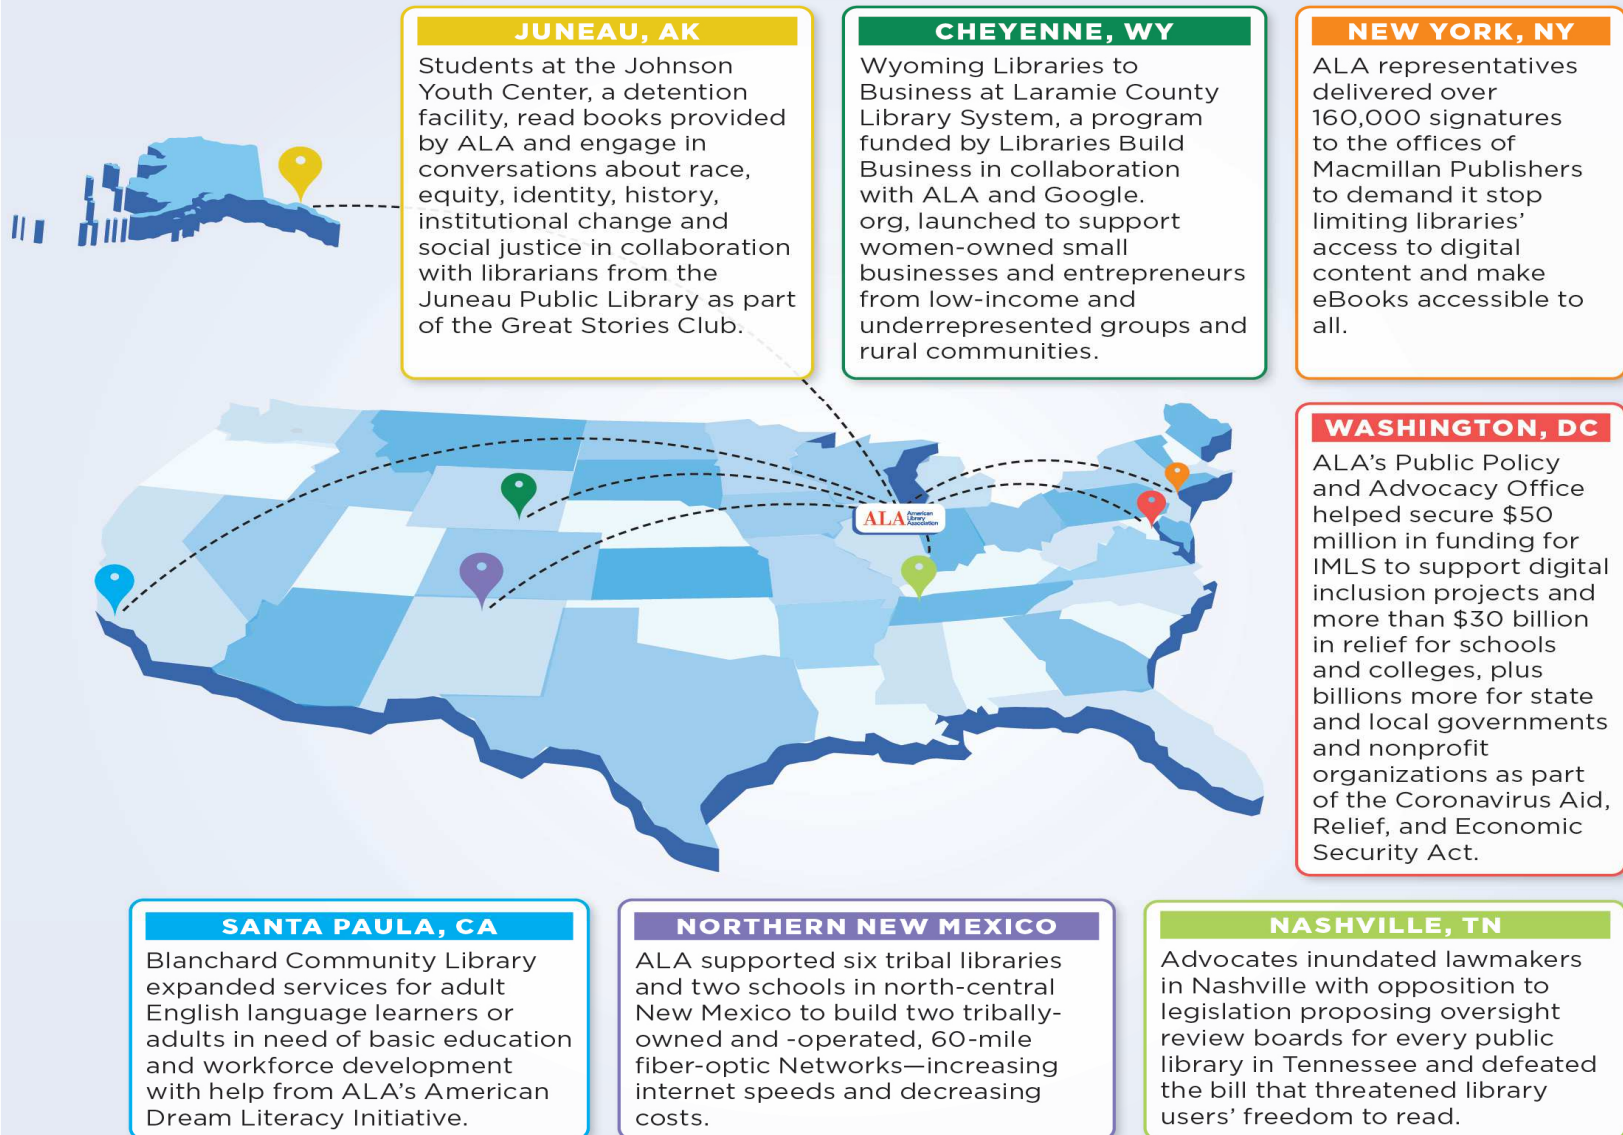 JUNEAU, AK
Students at the Johnson
Youth Center, a detention
facility, read books provided
by ALA and engage in
conversations about race,
equity, identity, history,
institutional change and
social justice in collaboration
with librarians from the
Juneau Public Library as part
of the Great Stories Club.
CHEYENNE, WY
Wyoming Libraries to
Business at Laramie County
Library System, a program
funded by Libraries Build
Business in collaboration
with ALA and Google.
org, launched to support
women-owned small
businesses and entrepreneurs
from low-income and
underrepresented groups and
rural communities.
NEW YORK, NY
ALA representatives
delivered over
160,000 signatures
to the offices of
Macmillan Publishers
to demand it stop
limiting libraries’
access to digital
content and make
eBooks accessible to
all.
WASHINGTON, DC
ALA’s Public Policy
and Advocacy Office
helped secure $50
million in funding for
IMLS to support digital
inclusion projects and
more than $30 billion
in relief for schools
and colleges, plus
billions more for state
and local governments
and nonprofit
organizations as part
of the Coronavirus Aid,
Relief, and Economic
Security Act.
ALA American
Library
Association
SANTA PAULA, CA
Blanchard Community Library
expanded services for adult
English language learners or
adults in need of basic education
and workforce development
with help from ALA’s American
Dream Literacy Initiative.
NORTHERN NEW MEXICO
ALA supported six tribal libraries
and two schools in north-central
New Mexico to build two tribally-
owned and -operated, 60-mile
fiber-optic Networks—increasing
internet speeds and decreasing
costs.
NASHVILLE, TN
Advocates inundated lawmakers
in Nashville with opposition to
legislation proposing oversight
review boards for every public
library in Tennessee and defeated
the bill that threatened library
users’ freedom to read.